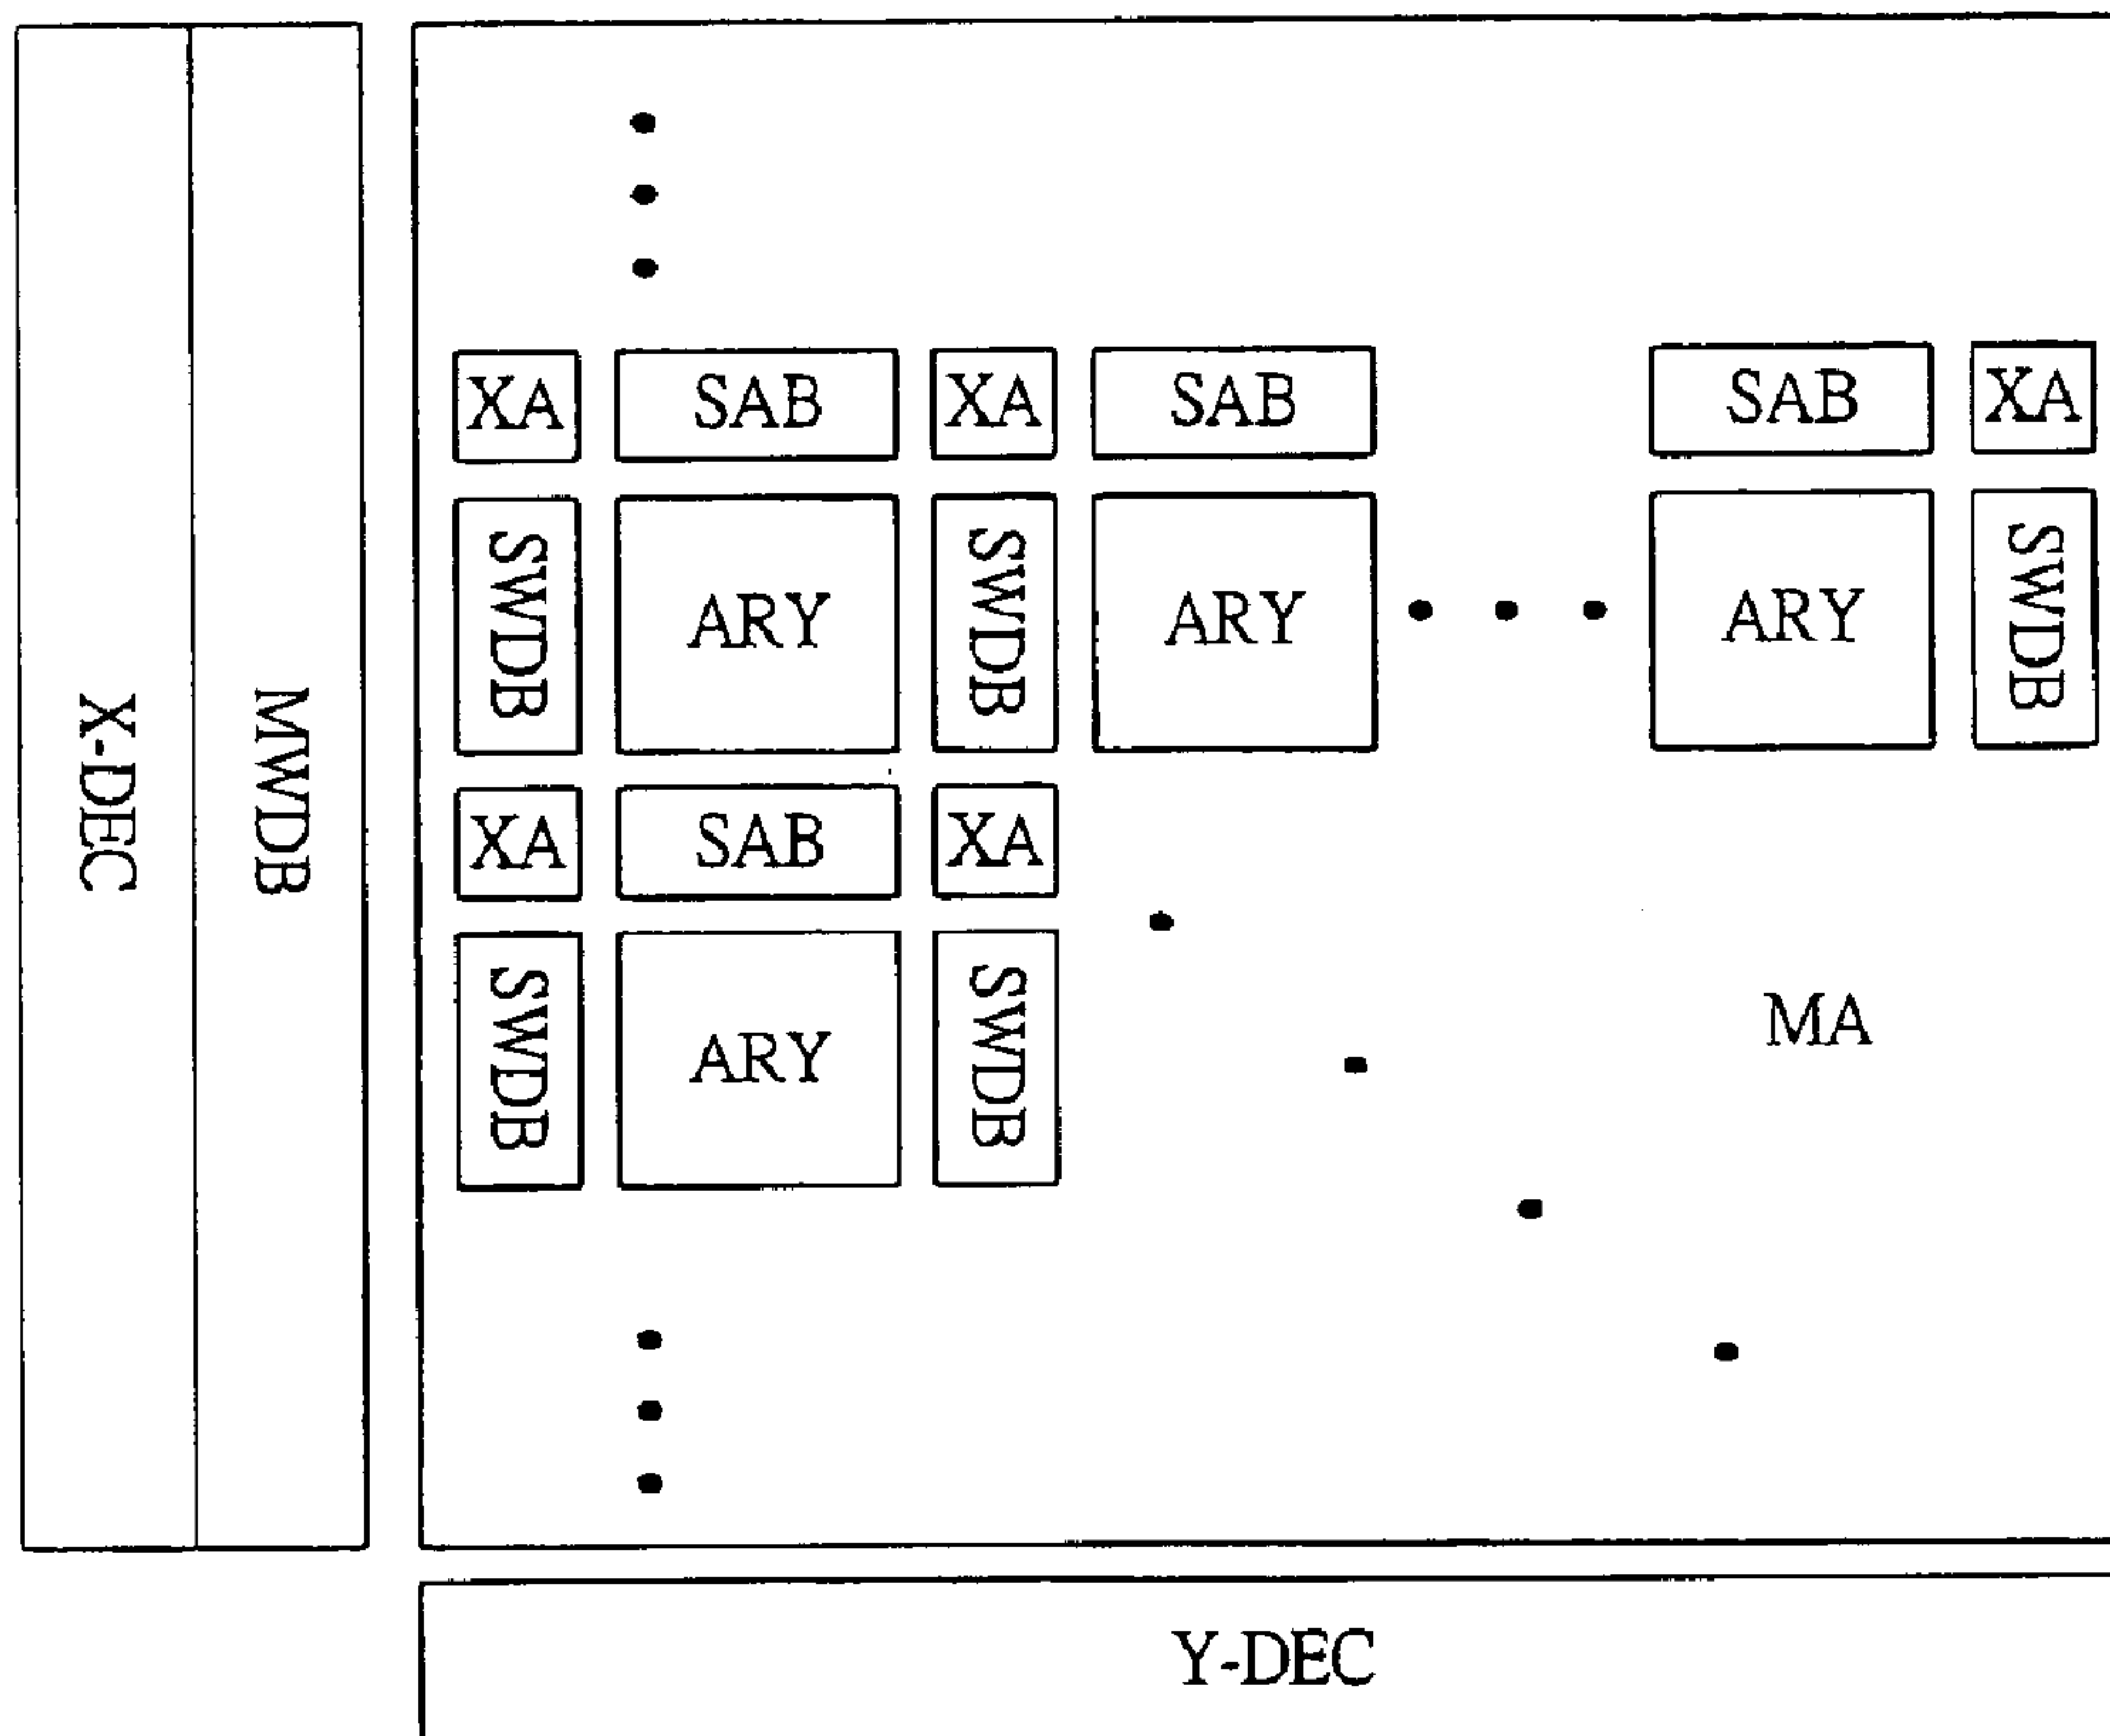 XA SAB XA SAB SAB XA
SWDB ARY SWDB ARY ARY SWDB
X-DEC MWDB
XA SAB XA
SWDB ARY SWDB
MA
Y-DEC